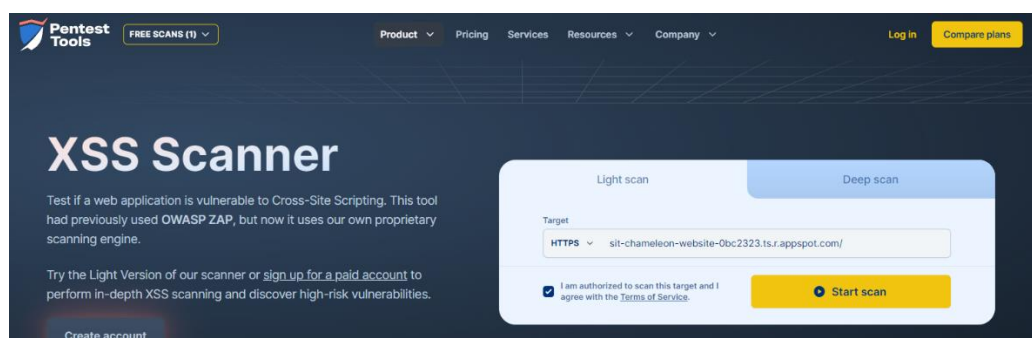 Pentest
Tools
FREE SCANS (1)
Product
Pricing
Services
Resources
Company
Log in
Compare plans
XSS Scanner
Test if a web application is vulnerable to Cross-Site Scripting. This tool
had previously used OWASP ZAP, but now it uses our own proprietary
scanning engine.
Try the Light Version of our scanner or sign up for a paid account to
perform in-depth XSS scanning and discover high-risk vulnerabilities.
Create account
Light scan
Deep scan
Target
HTTPS
sit-chameleon-website-0bc2323.ts.r.appspot.com/
I am authorized to scan this target and I
agree with the Terms of Service.
Start scan